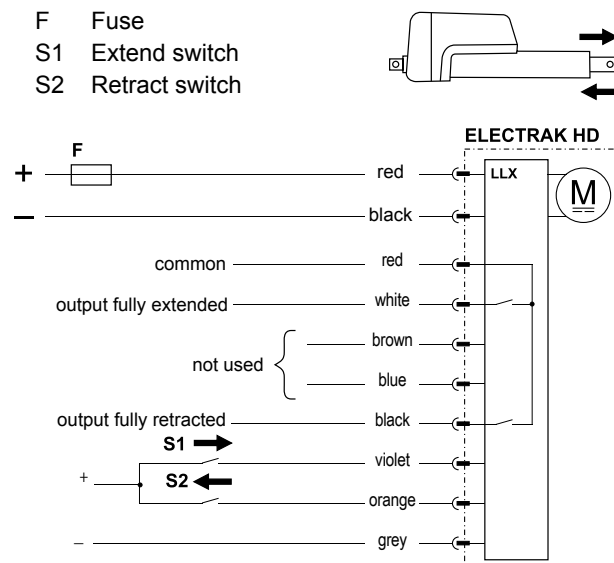 F Fuse
S1 Extend switch
S2 Retract switch
ELECTRAK HD
F
+ red LLX
M
− black
common red
output fully extended white
brown
not used
blue
output fully retracted black
S1
violet
+ S2
orange
− grey